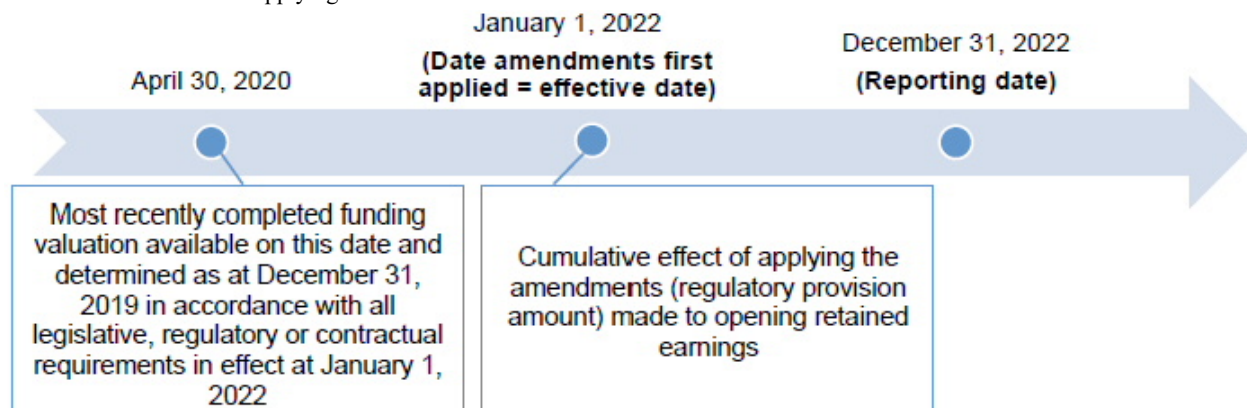 applying
April 30, 2020
January 1, 2022
(Date amendments first
applied = effective date)
December 31, 2022
(Reporting date)
Most recently completed funding
valuation available on this date and
determined as at December 31,
2019 in accordance with all
legislative, regulatory or contractual
requirements in effect at January 1,
2022
Cumulative effect of applying the
amendments (regulatory provision
amount) made to opening retained
earnings